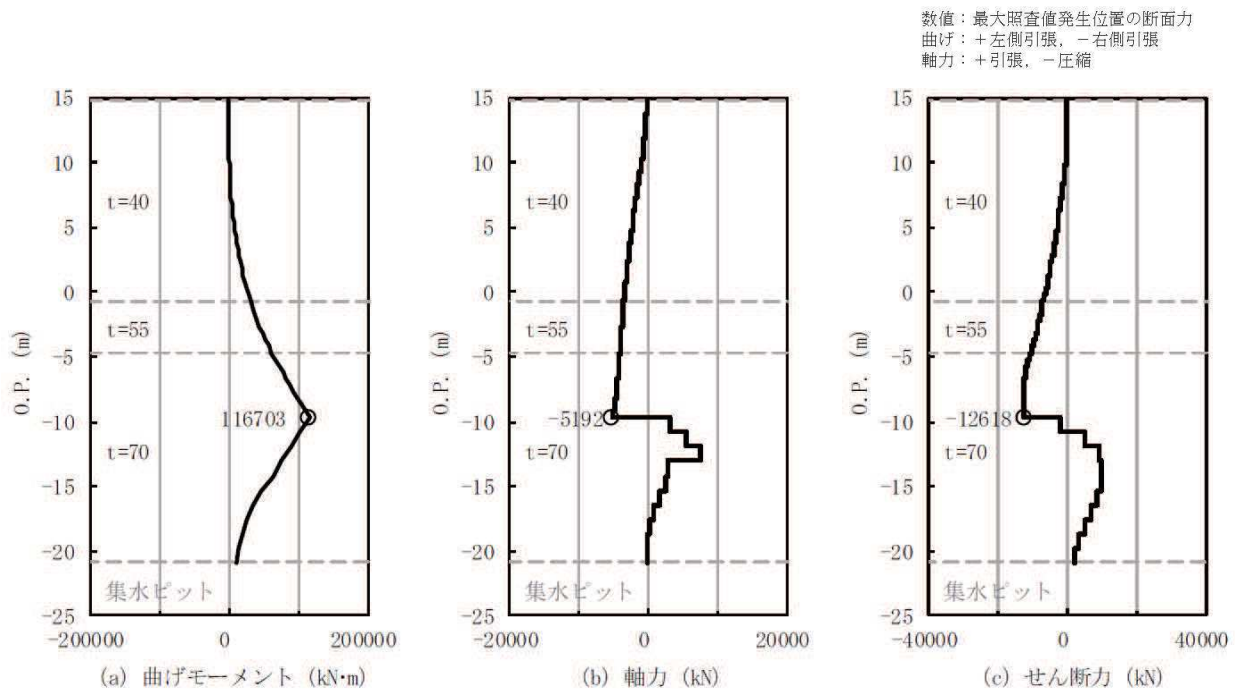 数値：最大照査値発生位置の断面力
曲げ：＋左側引張，－右側引張
軸力：＋引張，－圧縮
O.P. (m)
15
10
5
0
-5
-10
-15
-20
-25
t=40
t=55
116703
t=70
集水ピット
-200000
0
200000
(a) 曲げモーメント (kN･m)
O.P. (m)
15
10
5
0
-5
-10
-15
-20
-25
t=40
t=55
-5192
t=70
集水ピット
-20000
0
20000
(b) 軸力 (kN)
O.P. (m)
15
10
5
0
-5
-10
-15
-20
-25
t=40
t=55
-12618
t=70
集水ピット
-40000
0
40000
(c) せん断力 (kN)